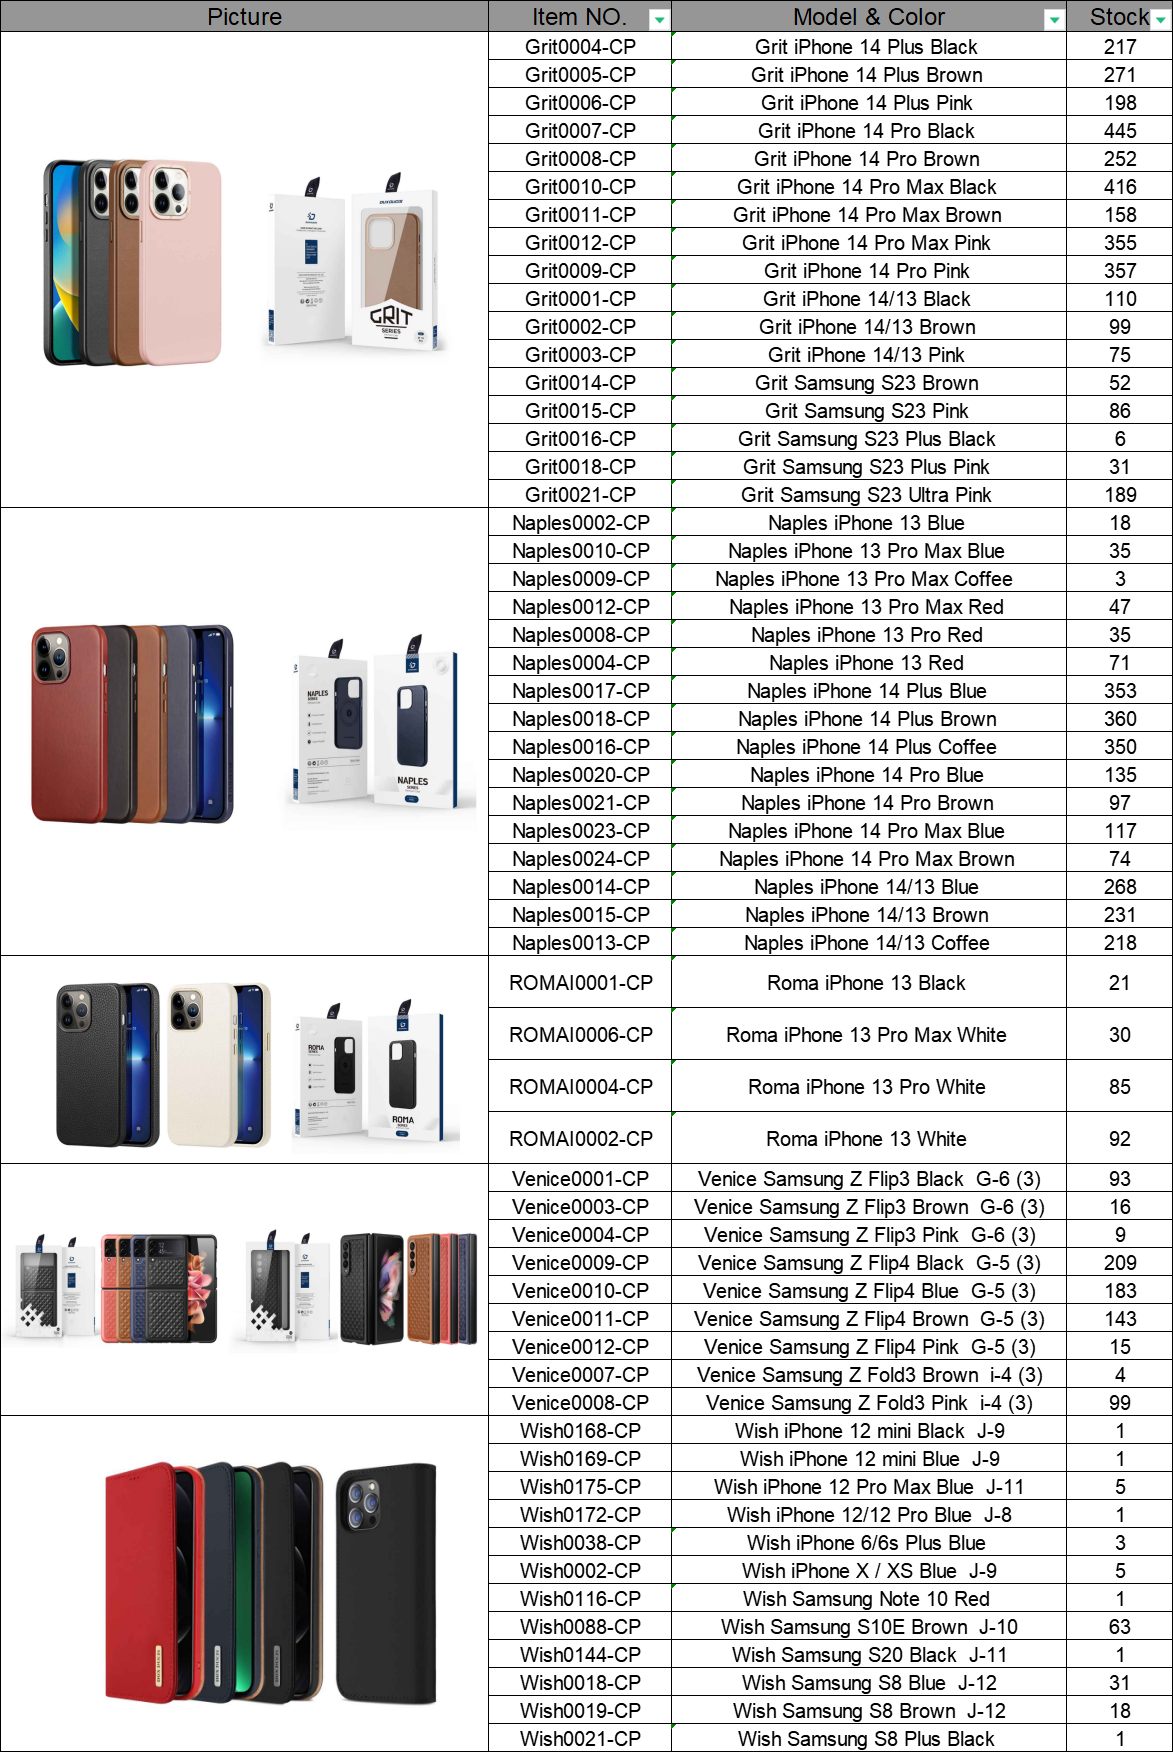 Picture Item NO. Model & Color Stock
Grit0004-CP Grit iPhone 14 Plus Black 217
Grit0005-CP Grit iPhone 14 Plus Brown 271
Grit0006-CP Grit iPhone 14 Plus Pink 198
Grit0007-CP Grit iPhone 14 Pro Black 445
Grit0008-CP Grit iPhone 14 Pro Brown 252
Grit0010-CP Grit iPhone 14 Pro Max Black 416
Grit0011-CP Grit iPhone 14 Pro Max Brown 158
Grit0012-CP Grit iPhone 14 Pro Max Pink 355
Grit0009-CP Grit iPhone 14 Pro Pink 357
Grit0001-CP Grit iPhone 14/13 Black 110
Grit0002-CP Grit iPhone 14/13 Brown 99
Grit0003-CP Grit iPhone 14/13 Pink 75
Grit0014-CP Grit Samsung S23 Brown 52
Grit0015-CP Grit Samsung S23 Pink 86
Grit0016-CP Grit Samsung S23 Plus Black 6
Grit0018-CP Grit Samsung S23 Plus Pink 31
Grit0021-CP Grit Samsung S23 Ultra Pink 189
GRIT
SERIES
Naples0002-CP Naples iPhone 13 Blue 18
Naples0010-CP Naples iPhone 13 Pro Max Blue 35
Naples0009-CP Naples iPhone 13 Pro Max Coffee 3
Naples0012-CP Naples iPhone 13 Pro Max Red 47
Naples0008-CP Naples iPhone 13 Pro Red 35
Naples0004-CP Naples iPhone 13 Red 71
Naples0017-CP Naples iPhone 14 Plus Blue 353
Naples0018-CP Naples iPhone 14 Plus Brown 360
Naples0016-CP Naples iPhone 14 Plus Coffee 350
Naples0020-CP Naples iPhone 14 Pro Blue 135
Naples0021-CP Naples iPhone 14 Pro Brown 97
Naples0023-CP Naples iPhone 14 Pro Max Blue 117
Naples0024-CP Naples iPhone 14 Pro Max Brown 74
Naples0014-CP Naples iPhone 14/13 Blue 268
Naples0015-CP Naples iPhone 14/13 Brown 231
Naples0013-CP Naples iPhone 14/13 Coffee 218
NAPLES
SERIES
NAPLES
SERIES
ROMAI0001-CP Roma iPhone 13 Black 21
ROMAI0006-CP Roma iPhone 13 Pro Max White 30
ROMAI0004-CP Roma iPhone 13 Pro White 85
ROMAI0002-CP Roma iPhone 13 White 92
ROMA
SERIES
ROMA
SERIES
Venice0001-CP Venice Samsung Z Flip3 Black G-6 (3) 93
Venice0003-CP Venice Samsung Z Flip3 Brown G-6 (3) 16
Venice0004-CP Venice Samsung Z Flip3 Pink G-6 (3) 9
Venice0009-CP Venice Samsung Z Flip4 Black G-5 (3) 209
Venice0010-CP Venice Samsung Z Flip4 Blue G-5 (3) 183
Venice0011-CP Venice Samsung Z Flip4 Brown G-5 (3) 143
Venice0012-CP Venice Samsung Z Flip4 Pink G-5 (3) 15
Venice0007-CP Venice Samsung Z Fold3 Brown i-4 (3) 4
Venice0008-CP Venice Samsung Z Fold3 Pink i-4 (3) 99
Wish0168-CP Wish iPhone 12 mini Black J-9 1
Wish0169-CP Wish iPhone 12 mini Blue J-9 1
Wish0175-CP Wish iPhone 12 Pro Max Blue J-11 5
Wish0172-CP Wish iPhone 12/12 Pro Blue J-8 1
Wish0038-CP Wish iPhone 6/6s Plus Blue 3
Wish0002-CP Wish iPhone X / XS Blue J-9 5
Wish0116-CP Wish Samsung Note 10 Red 1
Wish0088-CP Wish Samsung S10E Brown J-10 63
Wish0144-CP Wish Samsung S20 Black J-11 1
Wish0018-CP Wish Samsung S8 Blue J-12 31
Wish0019-CP Wish Samsung S8 Brown J-12 18
Wish0021-CP Wish Samsung S8 Plus Black 1